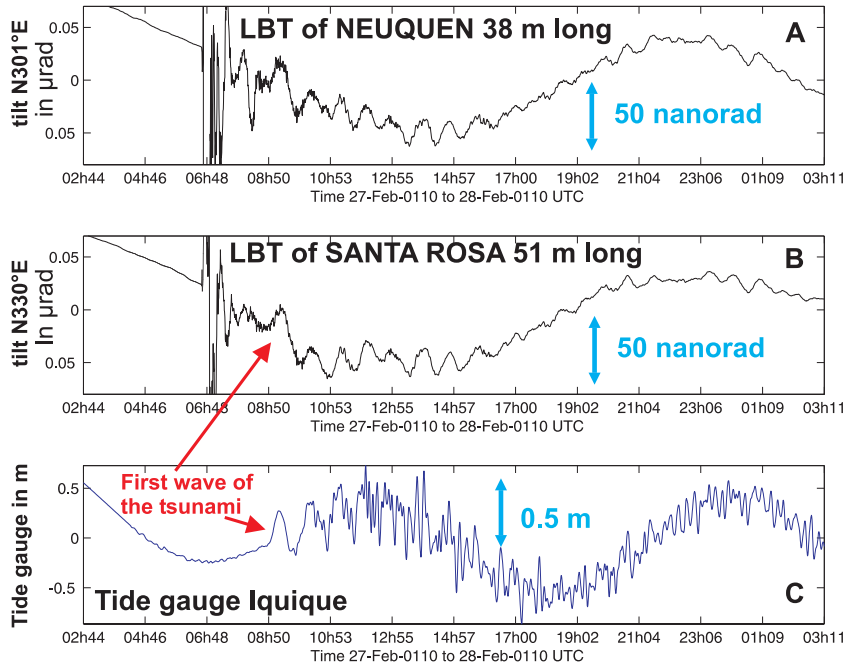 LBT of NEUQUEN 38 m long
A
tilt N301°E
in µrad
0.05
0
0.05
50 nanorad
02h44 04h46 06h48 08h50 10h53 12h55 14h57 17h00 19h02 21h04 23h06 01h09 03h11
Time 27-Feb-0110 to 28-Feb-0110 UTC
LBT of SANTA ROSA 51 m long
B
tilt N330°E
In µrad
0.05
0
0.05
50 nanorad
02h44 04h46 06h48 08h50 10h53 12h55 14h57 17h00 19h02 21h04 23h06 01h09 03h11
Time 27-Feb-0110 to 28-Feb-0110 UTC
First wave of
the tsunami
Tide gauge in m
0.5
0
-0.5
0.5 m
Tide gauge Iquique
C
02h44 04h46 06h48 08h50 10h53 12h55 14h57 17h00 19h02 21h04 23h06 01h09 03h11
Time 27-Feb-0110 to 28-Feb-0110 UTC